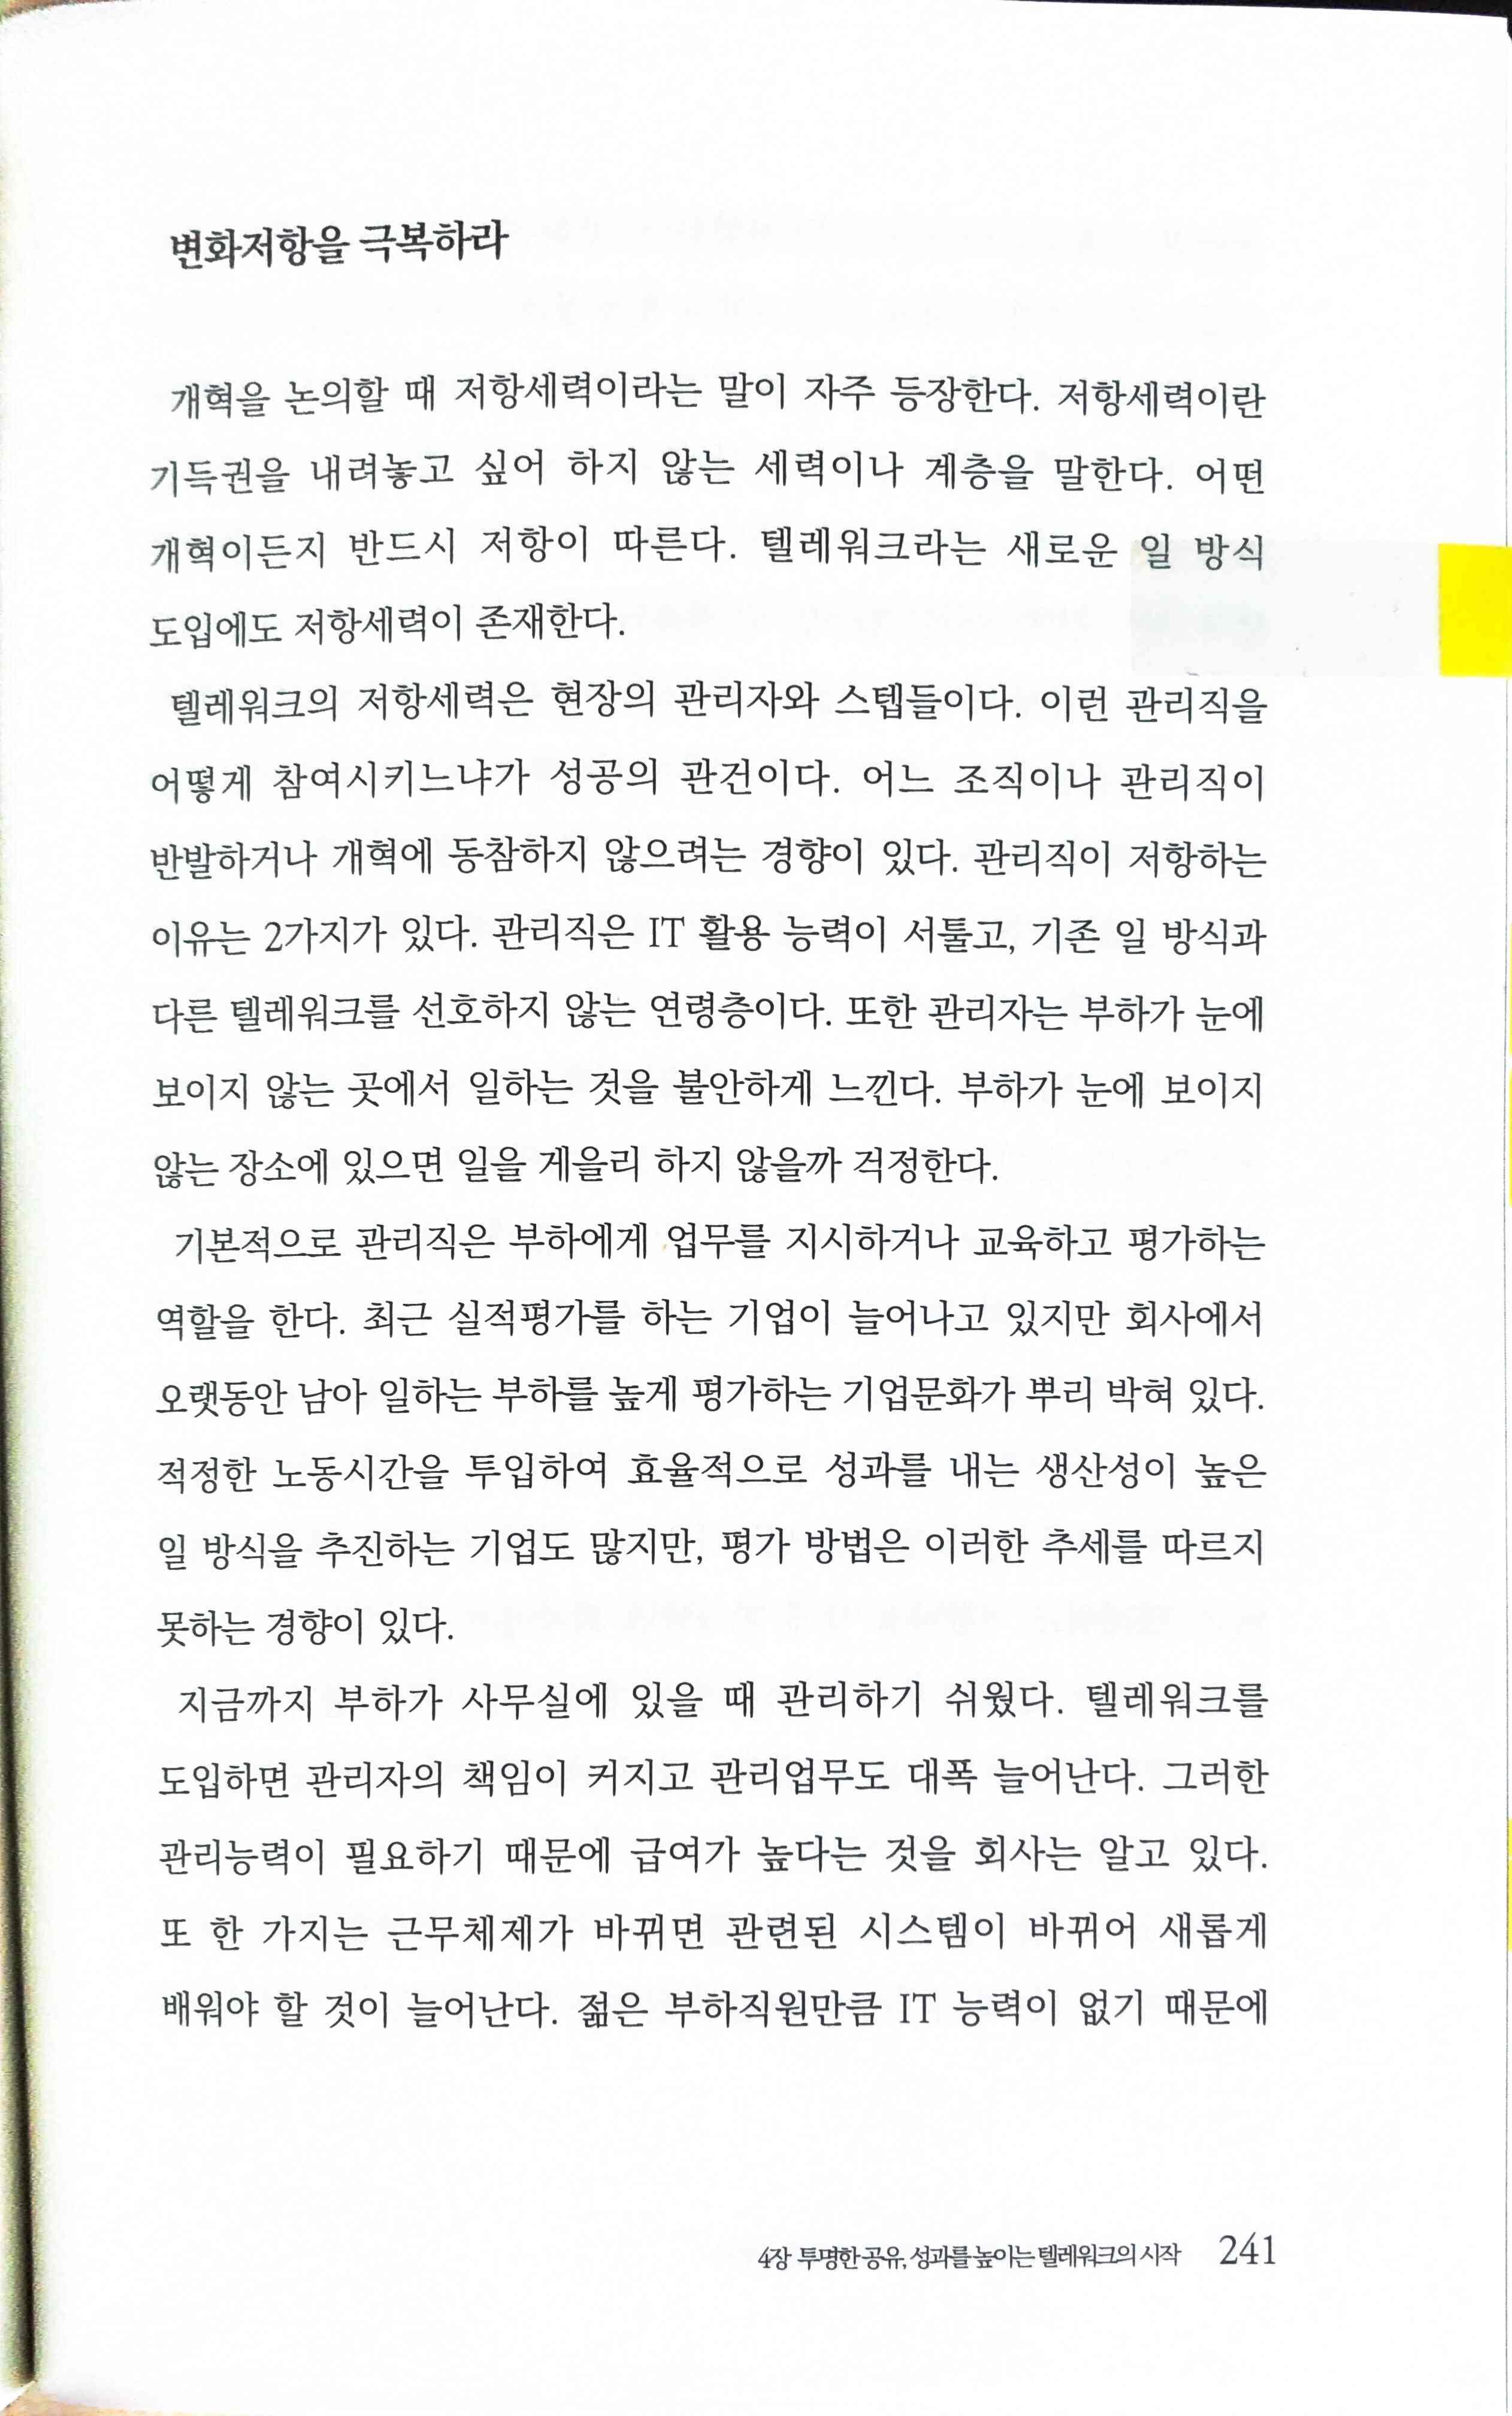 변화저항을 극복하라
개혁을 논의할 때 저항세력이라는 말이 자주 등장한다. 저항세력이란
기득권을 내려놓고 싶어 하지 않는 세력이나 계층을 말한다. 어떤
개혁이든지 반드시 저항이 따른다. 텔레워크라는 새로운 일 방식
도입에도 저항세력이 존재한다.
텔레워크의 저항세력은 현장의 관리자와 스텝들이다. 이런 관리직을
어떻게 참여시키느냐가 성공의 관건이다. 어느 조직이나 관리직이
반발하거나 개혁에 동참하지 않으려는 경향이 있다. 관리직이 저항하는
이유는 2가지가 있다. 관리직은 IT 활용 능력이 서툴고, 기존 일 방식과
다른 텔레워크를 선호하지 않는 연령층이다. 또한 관리자는 부하가 눈에
보이지 않는 곳에서 일하는 것을 불안하게 느낀다. 부하가 눈에 보이지
않는 장소에 있으면 일을 게을리 하지 않을까 걱정한다.
기본적으로 관리직은 부하에게 업무를 지시하거나 교육하고 평가하는
역할을 한다. 최근 실적평가를 하는 기업이 늘어나고 있지만 회사에서
오랫동안 남아 일하는 부하를 높게 평가하는 기업문화가 뿌리 박혀 있다.
적정한 노동시간을 투입하여 효율적으로 성과를 내는 생산성이 높은
일 방식을 추진하는 기업도 많지만, 평가 방법은 이러한 추세를 따르지
못하는 경향이 있다.
지금까지 부하가 사무실에 있을 때 관리하기 쉬웠다. 텔레워크를
도입하면 관리자의 책임이 커지고 관리업무도 대폭 늘어난다. 그러한
관리능력이 필요하기 때문에 급여가 높다는 것을 회사는 알고 있다.
또 한 가지는 근무체제가 바뀌면 관련된 시스템이 바뀌어 새롭게
배워야 할 것이 늘어난다. 젊은 부하직원만큼 IT 능력이 없기 때문에
4장 투명한 공유, 성과를 높이는 텔레워크의 시작 241